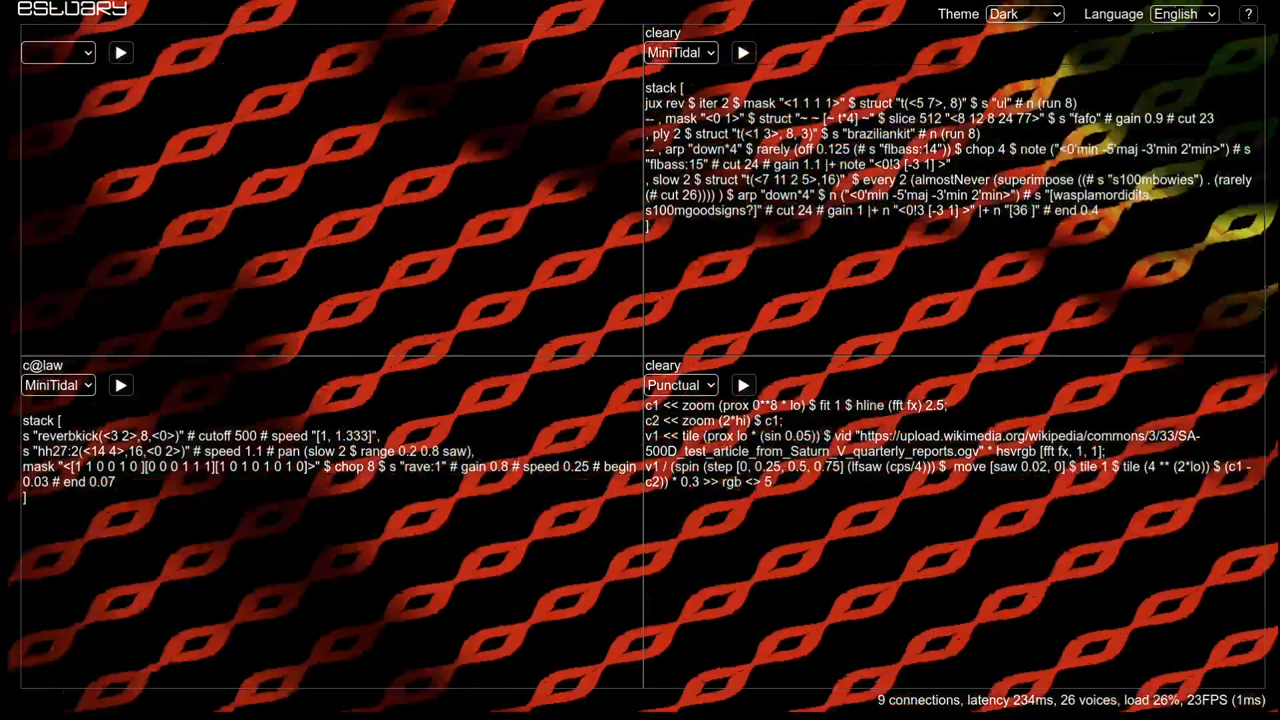 estuary
Theme Dark Language English ?
cleary
MiniTidal
stack [
jux rev $ iter 2 $ mask "<1 1 1 1>" $ struct "t(<5 7>, 8)" $ s "ul" # n (run 8)
-- , mask "<0 1>" $ struct "~ ~ [~ t*4] ~" $ slice 512 "<8 12 8 24 77>" $ s "fafo" # gain 0.9 # cut 23
, ply 2 $ struct "t(<1 3>, 8, 3)" $ s "braziliankit" # n (run 8)
-- , arp "down*4" $ rarely (off 0.125 (# s "flbass:14")) $ chop 4 $ note ("<0'min -5'maj -3'min 2'min>") # s
"flbass:15" # cut 24 # gain 1.1 |+ note "<0!3 [-3 1] >"
, slow 2 $ struct "t(<7 11 2 5>,16)" $ every 2 (almostNever (superimpose ((# s "s100mbowies") . (rarely
(# cut 26)))) ) $ arp "down*4" $ n ("<0'min -5'maj -3'min 2'min>") # s "[wasplamordidita,
s100mgoodsigns?]" # cut 24 # gain 1 |+ n "<0!3 [-3 1] >" |+ n "[36 ]" # end 0.4
]
c@law
MiniTidal
stack [
s "reverbkick(<3 2>,8,<0>)" # cutoff 500 # speed "[1, 1.333]",
s "hh27:2(<14 4>,16,<0 2>)" # speed 1.1 # pan (slow 2 $ range 0.2 0.8 saw),
mask "<[1 1 0 0 1 0 ][0 0 0 1 1 1][1 0 1 0 1 0 1 0]>" $ chop 8 $ s "rave:1" # gain 0.8 # speed 0.25 # begin
0.03 # end 0.07
]
cleary
Punctual
c1 << zoom (prox 0**8 * lo) $ fit 1 $ hline (fft fx) 2.5;
c2 << zoom (2*hi) $ c1;
v1 << tile (prox lo * (sin 0.05)) $ vid "https://upload.wikimedia.org/wikipedia/commons/3/33/SA-
500D_test_article_from_Saturn_V_quarterly_reports.ogv" * hsvrgb [fft fx, 1, 1];
v1 / (spin (step [0, 0.25, 0.5, 0.75] (lfsaw (cps/4))) $ move [saw 0.02, 0] $ tile 1 $ tile (4 ** (2*lo)) $ (c1 -
c2)) * 0.3 >> rgb <> 5
9 connections, latency 234ms, 26 voices, load 26%, 23FPS (1ms)